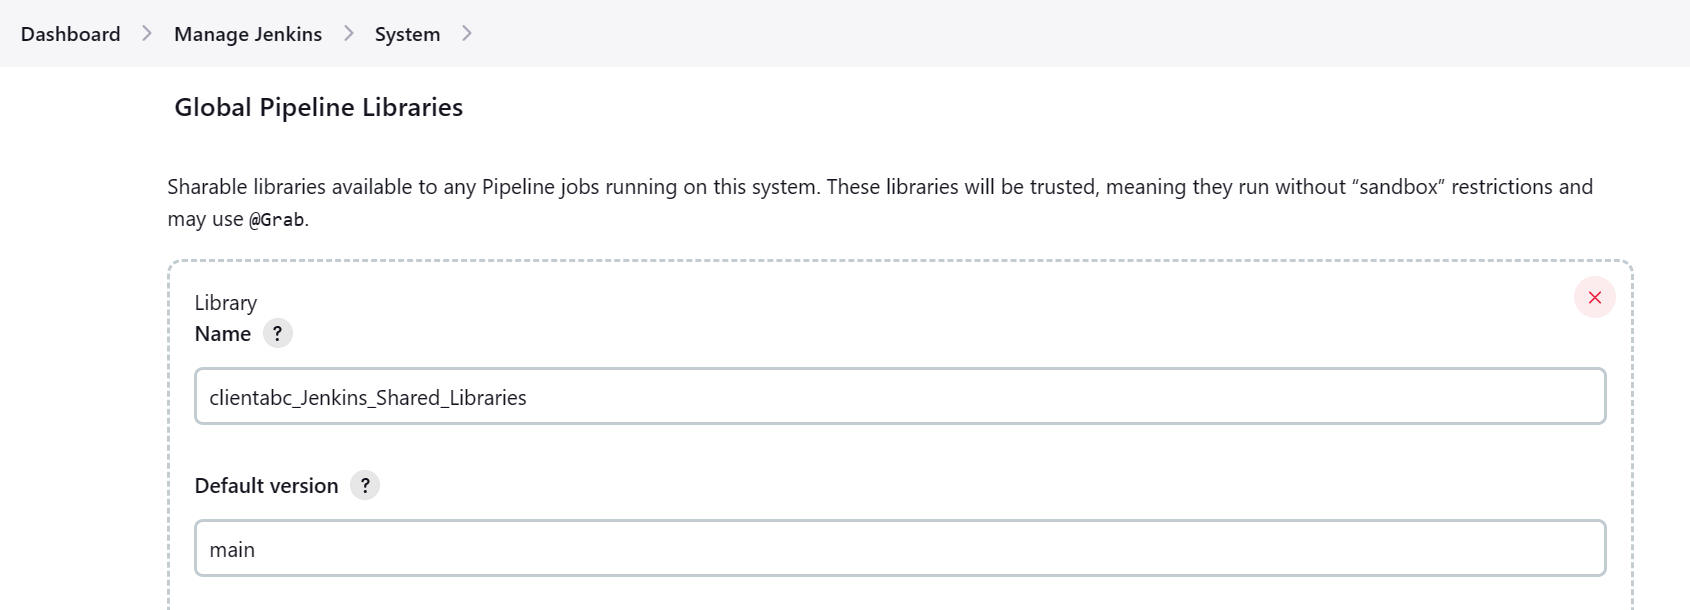 Dashboard > Manage Jenkins > System >
Global Pipeline Libraries
Sharable libraries available to any Pipeline jobs running on this system. These libraries will be trusted, meaning they run without “sandbox” restrictions and
may use @Grab.
Library
Name ?
clientabc_Jenkins_Shared_Libraries
Default version ?
main